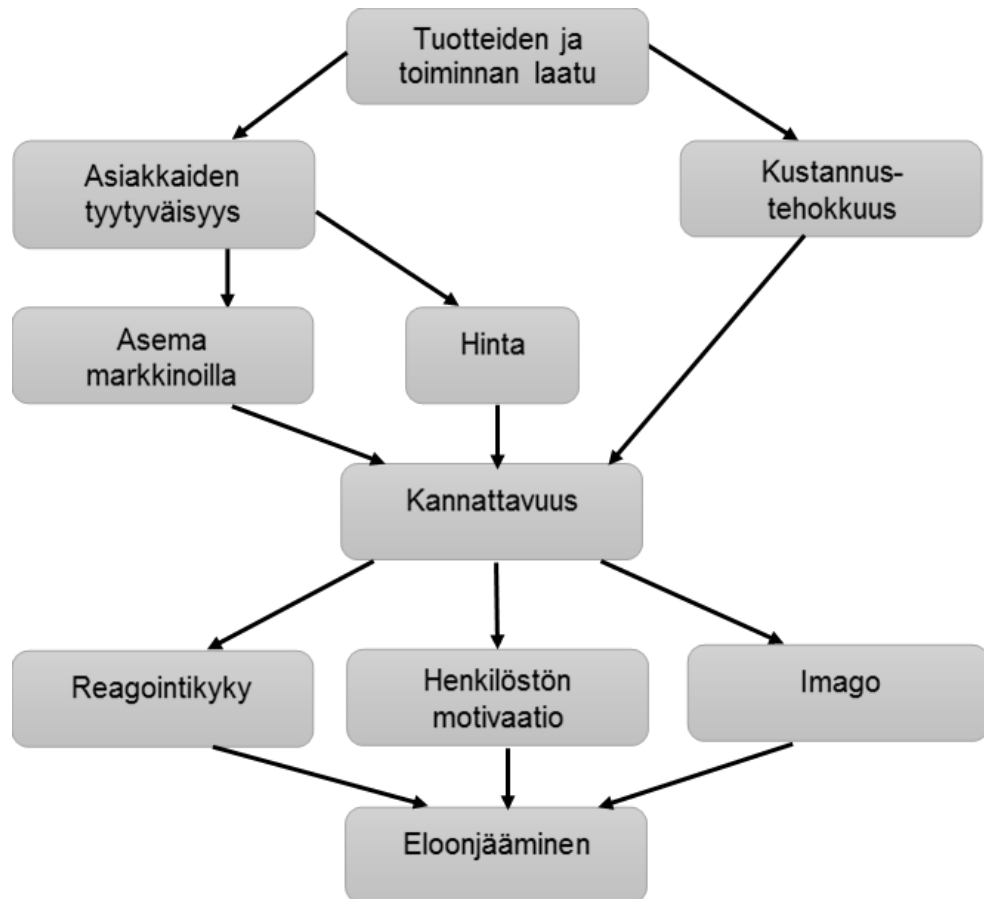 Tuotteiden ja
toiminnan laatu
Asiakkaiden
tyytyväisyys
Kustannus-
tehokkuus
Asema
markkinoilla
Hinta
Kannattavuus
Reagointikyky
Henkilöstön
motivaatio
Imago
Eloonjääminen